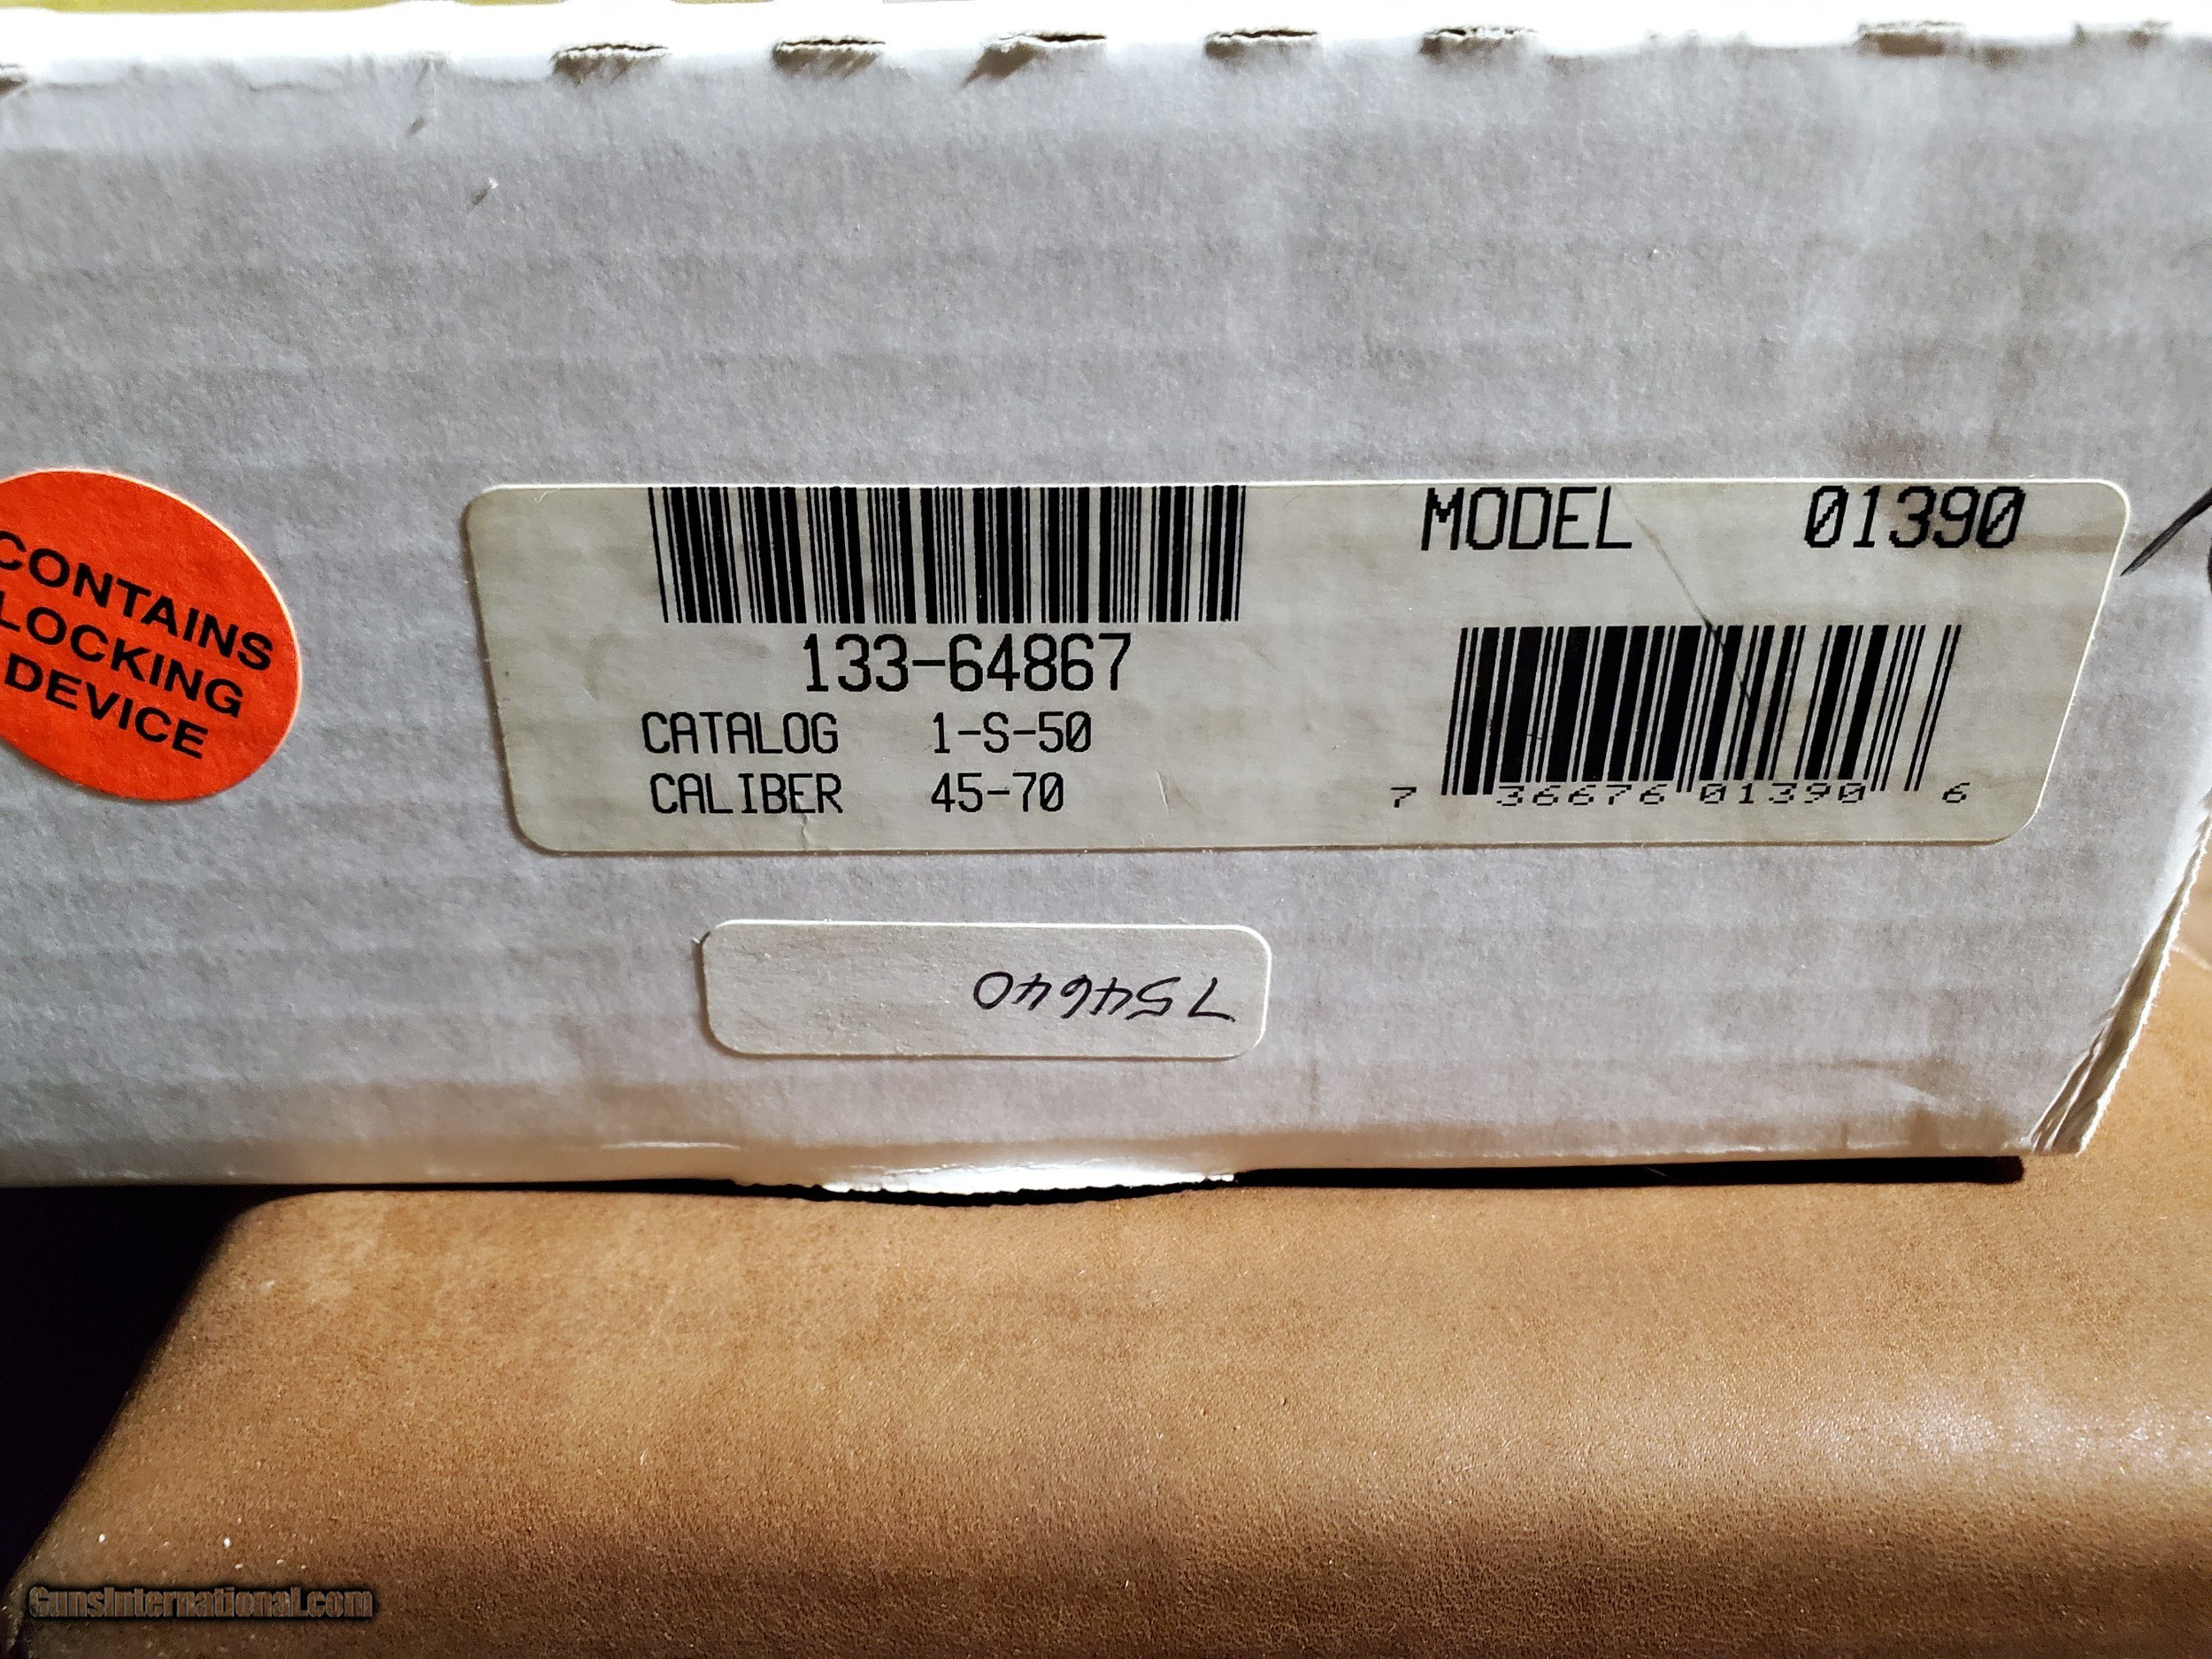 CONTAINS
LOCKING
DEVICE
MODEL 01390
133-64867
CATALOG 1-S-50
CALIBER 45-70
7 36676 01390 6
754640
GunsInternational.com